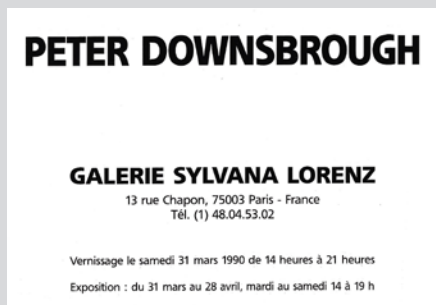 PETER DOWNSBROUGH
GALERIE SYLVANA LORENZ
13 rue Chapon, 75003 Paris - France
Tél. (1) 48.04.53.02
Vernissage le samedi 31 mars 1990 de 14 heures à 21 heures
Exposition : du 31 mars au 28 avril, mardi au samedi 14 à 19 h